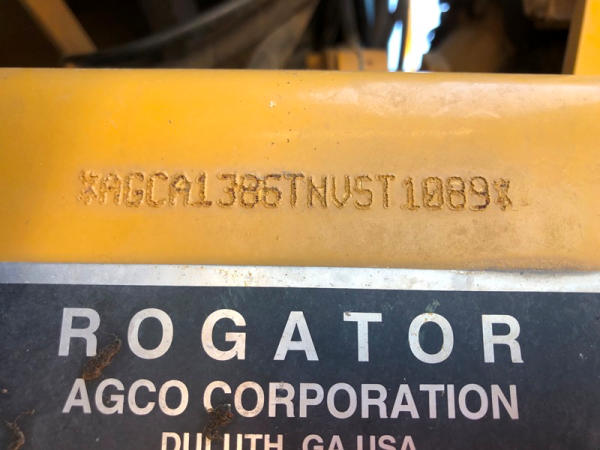 *AGCA1386TNVST1089*
ROGATOR
AGCO CORPORATION
DULUTH, GA USA